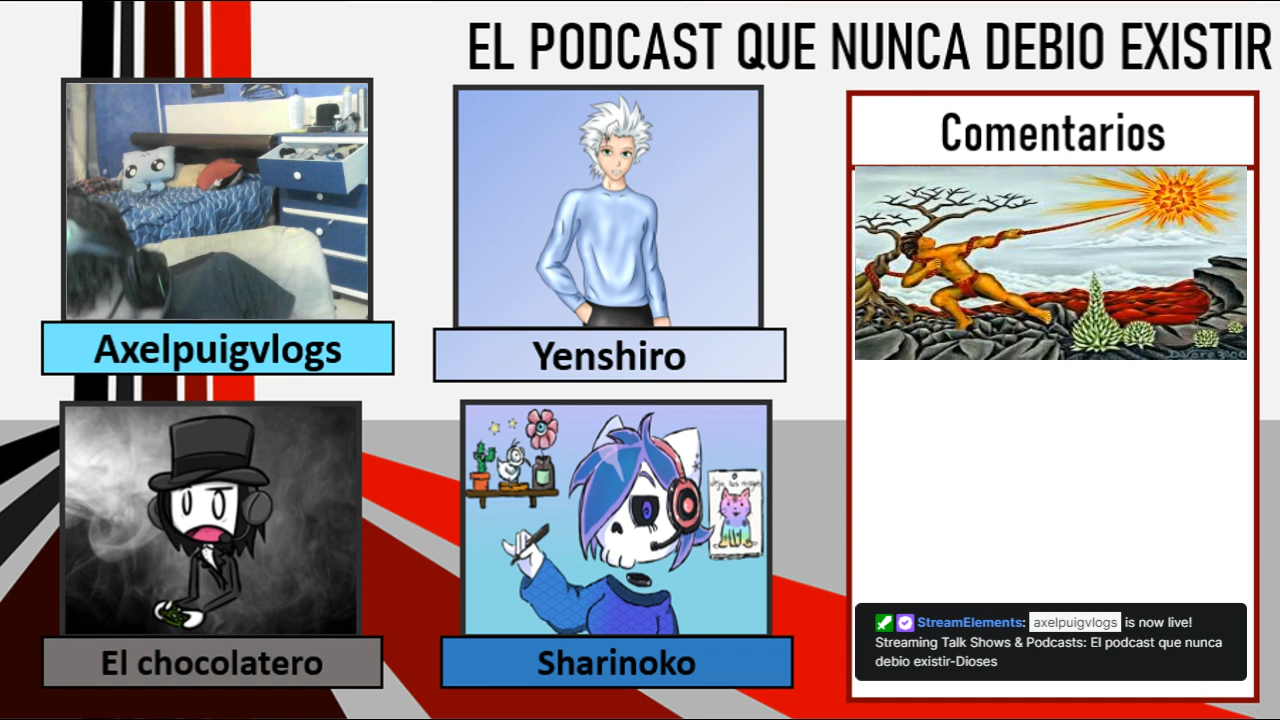 EL PODCAST QUE NUNCA DEBIO EXISTIR
Axelpuigvlogs
Yenshiro
El chocolatero
Sharinoko
Comentarios
StreamElements: axelpuigvlogs is now live!
Streaming Talk Shows & Podcasts: El podcast que nunca
debio existir-Dioses